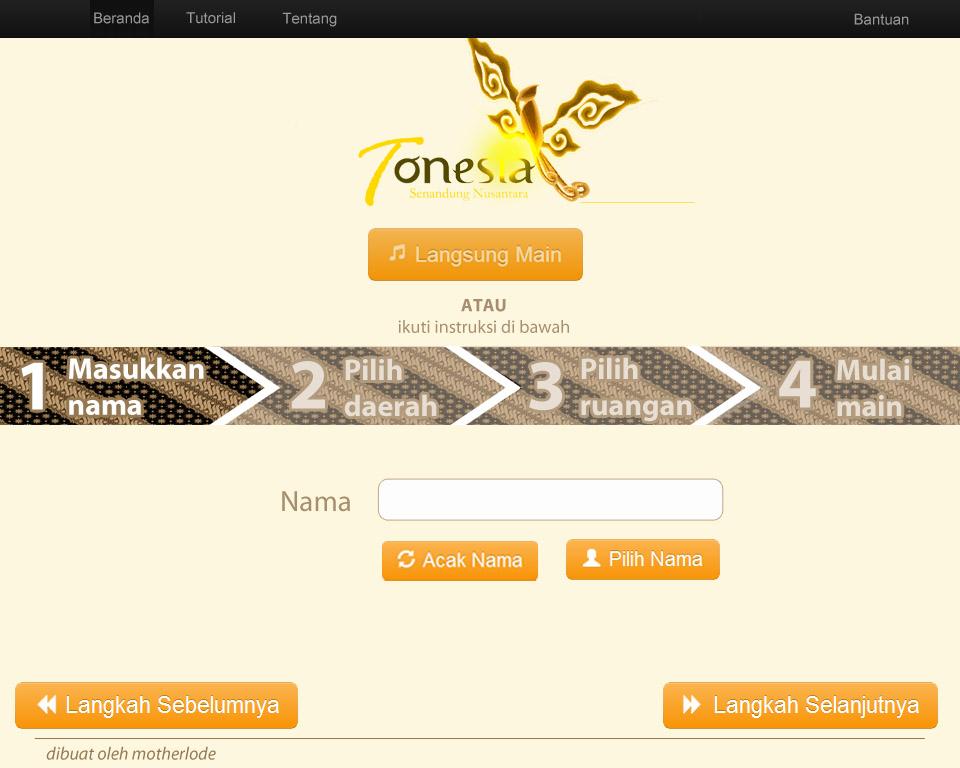 Beranda Tutorial Tentang Bantuan
Tonesia
Senandung Nusantara
Langsung Main
ATAU
ikuti instruksi di bawah
1 Masukkan nama
2 Pilih daerah
3 Pilih ruangan
4 Mulai main
Nama
Acak Nama Pilih Nama
Langkah Sebelumnya Langkah Selanjutnya
dibuat oleh motherlode